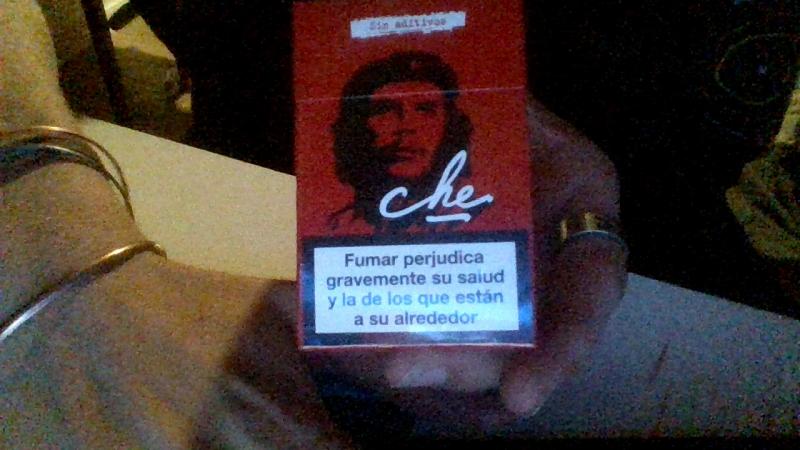 Sin aditivos
che
Fumar perjudica
gravemente su salud
y la de los que están
a su alrededor